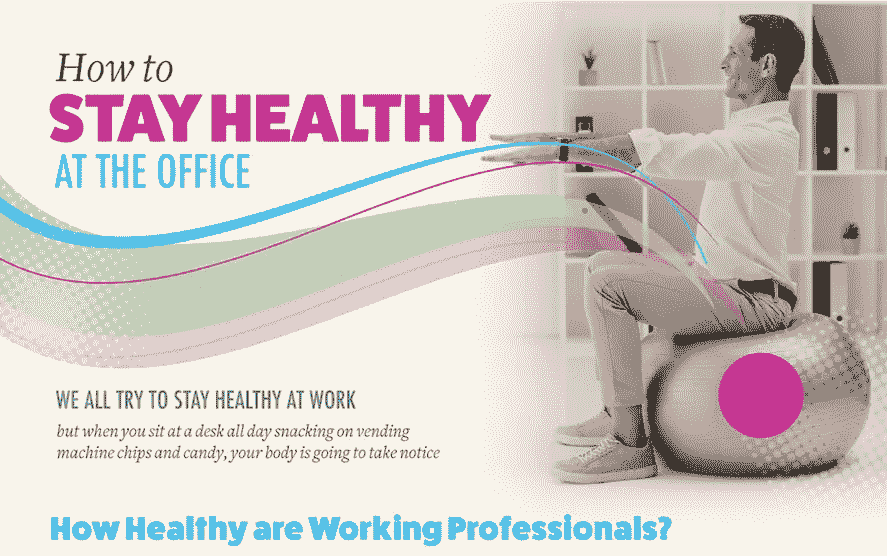 How to
STAY HEALTHY
AT THE OFFICE
WE ALL TRY TO STAY HEALTHY AT WORK
but when you sit at a desk all day snacking on vending
machine chips and candy, your body is going to take notice
How Healthy are Working Professionals?